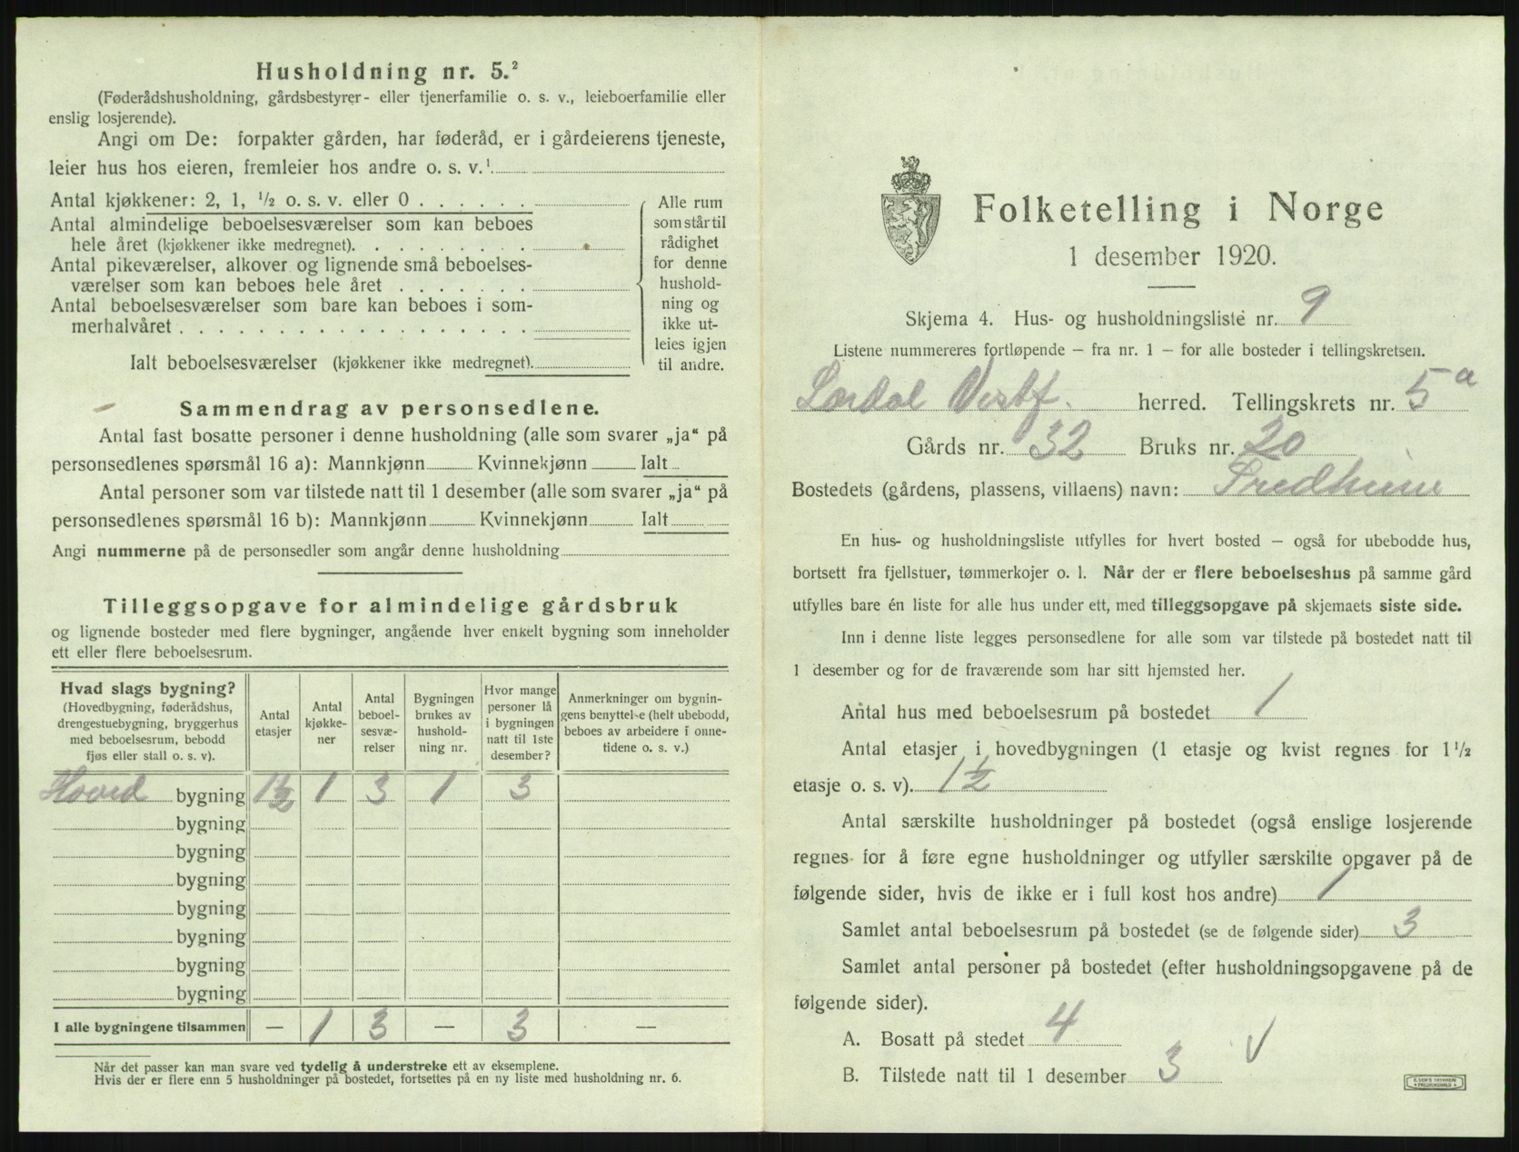 Husholdning nr. 5.²
(Føderådshusholdning, gårdsbestyrer- eller tjenerfamilie o. s. v., leieboerfamilie eller
enslig losjerende).
Angi om De: forpakter gården, har føderåd, er i gårdeierens tjeneste,
leier hus hos eieren, fremleier hos andre o. s. v.¹
Antal kjøkkener: 2, 1, ½ o. s. v. eller 0
Antal almindelige beboelsesværelser som kan beboes
hele året (kjøkkener ikke medregnet).
Antal pikeværelser, alkover og lignende små beboelses-
værelser som kan beboes hele året
Antal beboelsesværelser som bare kan beboes i som-
merhalvåret
Ialt beboelsesværelser (kjøkkener ikke medregnet).
Alle rum
som står til
rådighet
for denne
hushold-
ning og
ikke ut-
leies igjen
til andre.
Sammendrag av personsedlene.
Antal fast bosatte personer i denne husholdning (alle som svarer „ja“ på
personsedlenes spørsmål 16 a): Mannkjønn Kvinnekjønn Ialt
Antal personer som var tilstede natt til 1 desember (alle som svarer „ja“ på
personsedlenes spørsmål 16 b): Mannkjønn Kvinnekjønn Ialt
Angi nummerne på de personsedler som angår denne husholdning
Tilleggsopgave for almindelige gårdsbruk
og lignende bosteder med flere bygninger, angående hver enkelt bygning som inneholder
ett eller flere beboelsesrum.
Hvad slags bygning?
(Hovedbygning, føderådshus,
drengestuebygning, bryggerhus
med beboelsesrum, bebodd
fjøs eller stall o. s. v).
Antal
etasjer
Antal
kjøkke-
ner
Antal
beboel-
sesvæ-
relser
Bygningen
brukes av
hushold-
ning nr.
Hvor mange
personer lå
i bygningen
natt til 1ste
desember?
Anmerkninger om bygnin-
gens benyttelse (helt ubebodd,
beboes av arbeidere i onne-
tidene o. s. v.)
Hoved bygning 1½ 1 3 1 3
bygning
bygning
bygning
bygning
bygning
bygning
bygning
I alle bygningene tilsammen — 1 3 — 3 —
Når det passer kan man svare ved tydelig å understreke ett av eksemplene.
Hvis der er flere enn 5 husholdninger på bostedet, fortsettes på en ny liste med husholdning nr. 6.
Folketelling i Norge
1 desember 1920.
Skjema 4. Hus- og husholdningsliste nr. 9
Listene nummereres fortløpende – fra nr. 1 – for alle bosteder i tellingskretsen.
herred. Tellingskrets nr. 5a
Gårds nr. 32 Bruks nr. 20
Bostedets (gårdens, plassens, villaens) navn:
En hus- og husholdningsliste utfylles for hvert bosted – også for ubebodde hus,
bortsett fra fjellstuer, tømmerkojer o. l. Når der er flere beboelseshus på samme gård
utfylles bare én liste for alle hus under ett, med tilleggsopgave på skjemaets siste side.
Inn i denne liste legges personsedlene for alle som var tilstede på bostedet natt til
1 desember og for de fraværende som har sitt hjemsted her.
Antal hus med beboelsesrum på bostedet 1
Antal etasjer i hovedbygningen (1 etasje og kvist regnes for 1½
etasje o. s. v). 1½
Antal særskilte husholdninger på bostedet (også enslige losjerende
regnes for å føre egne husholdninger og utfyller særskilte opgaver på de
følgende sider, hvis de ikke er i full kost hos andre) 1
Samlet antal beboelsesrum på bostedet (se de følgende sider) 3
Samlet antal personer på bostedet (efter husholdningsopgavene på de
følgende sider).
A. Bosatt på stedet 4
B. Tilstede natt til 1 desember 3 V